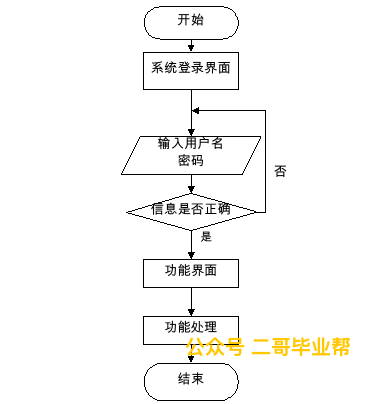 开始
系统登录界面
输入用户名
密码
否
信息是否正确
是
功能界面
功能处理
公众号 二哥毕业帮
结束